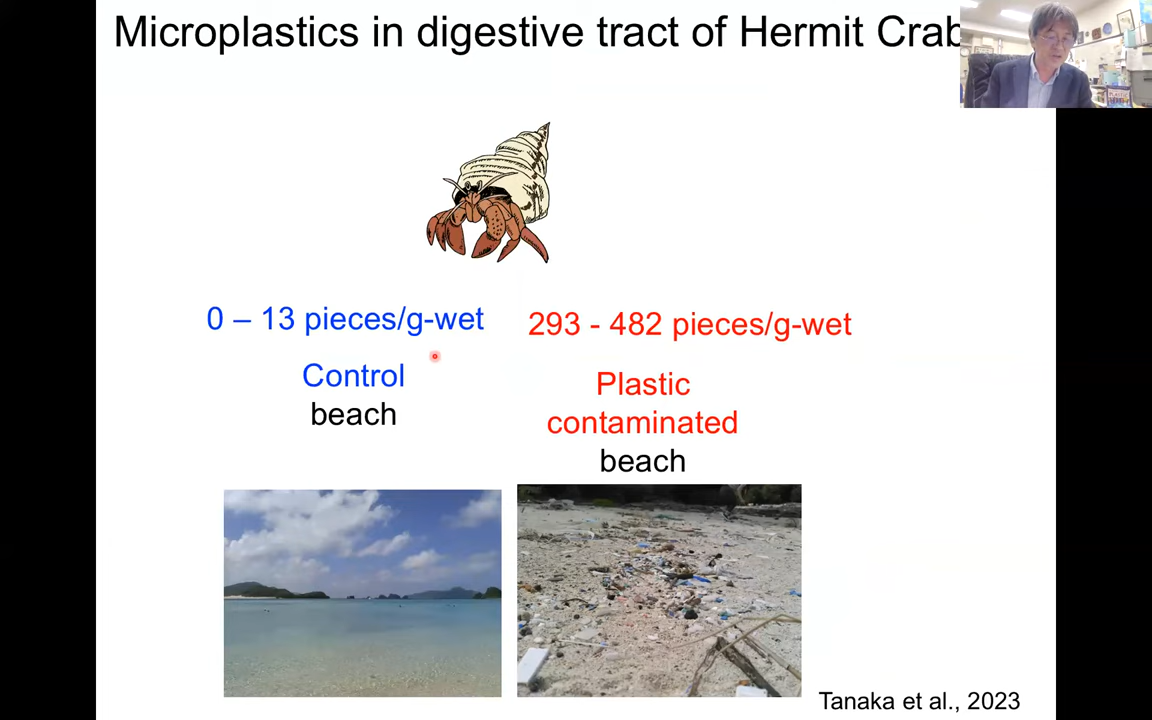 Microplastics in digestive tract of Hermit Crab
0 – 13 pieces/g-wet
293 - 482 pieces/g-wet
Control
beach
Plastic
contaminated
beach
Tanaka et al., 2023